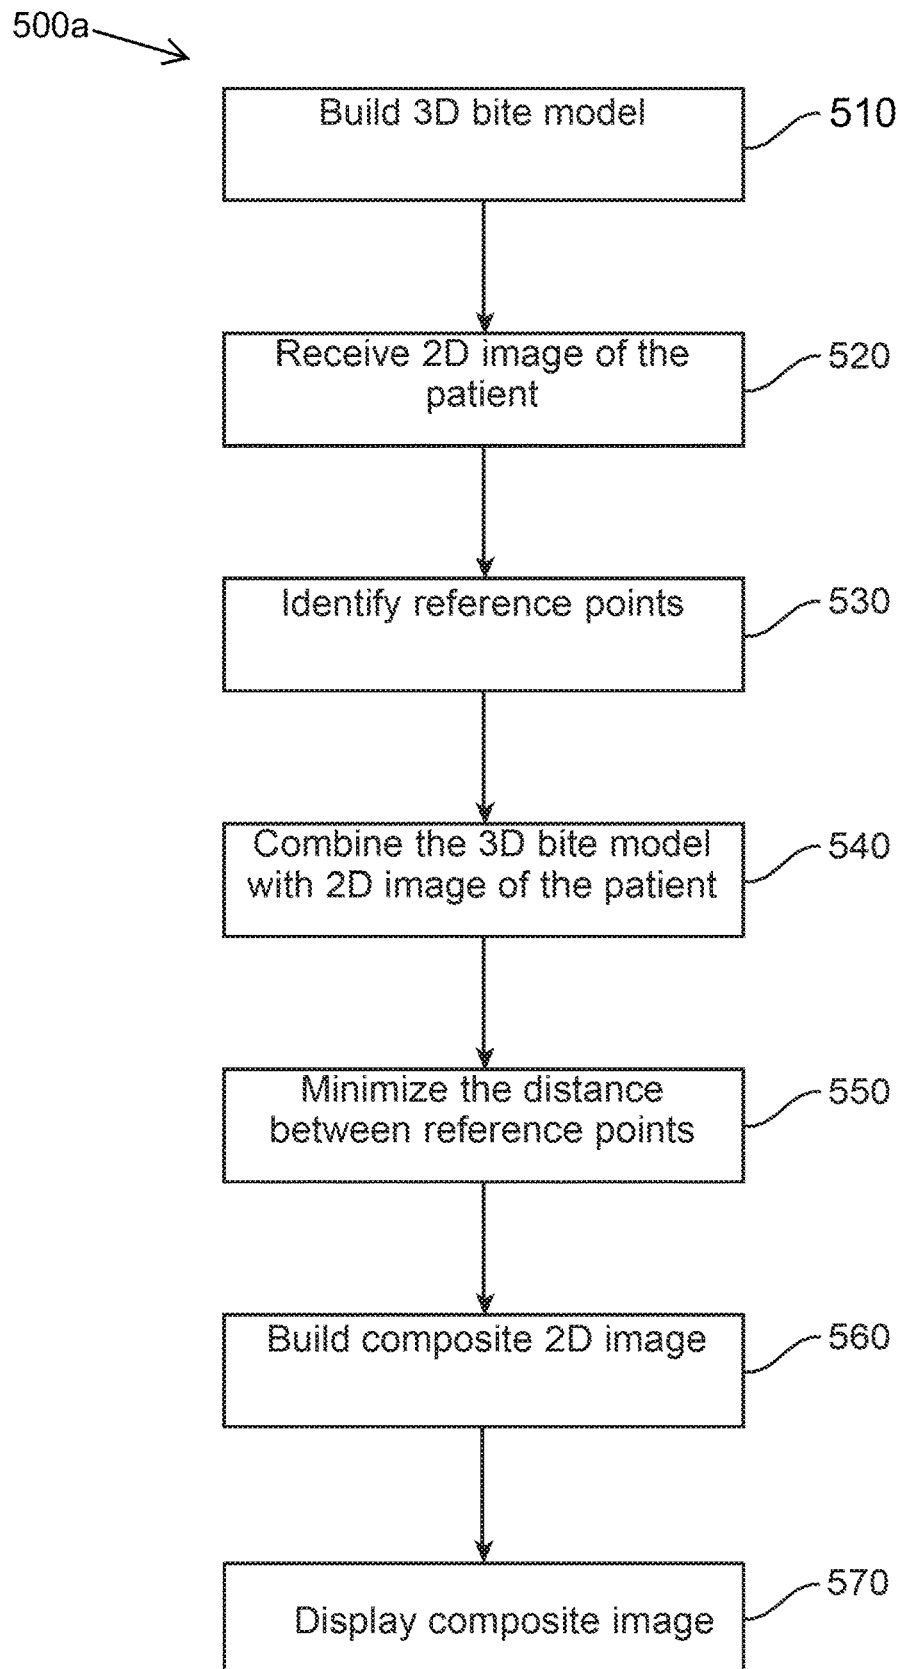 500a
Build 3D bite model
510
Receive 2D image of the
patient
520
Identify reference points
530
Combine the 3D bite model
with 2D image of the patient
540
Minimize the distance
between reference points
550
Build composite 2D image
560
Display composite image
570